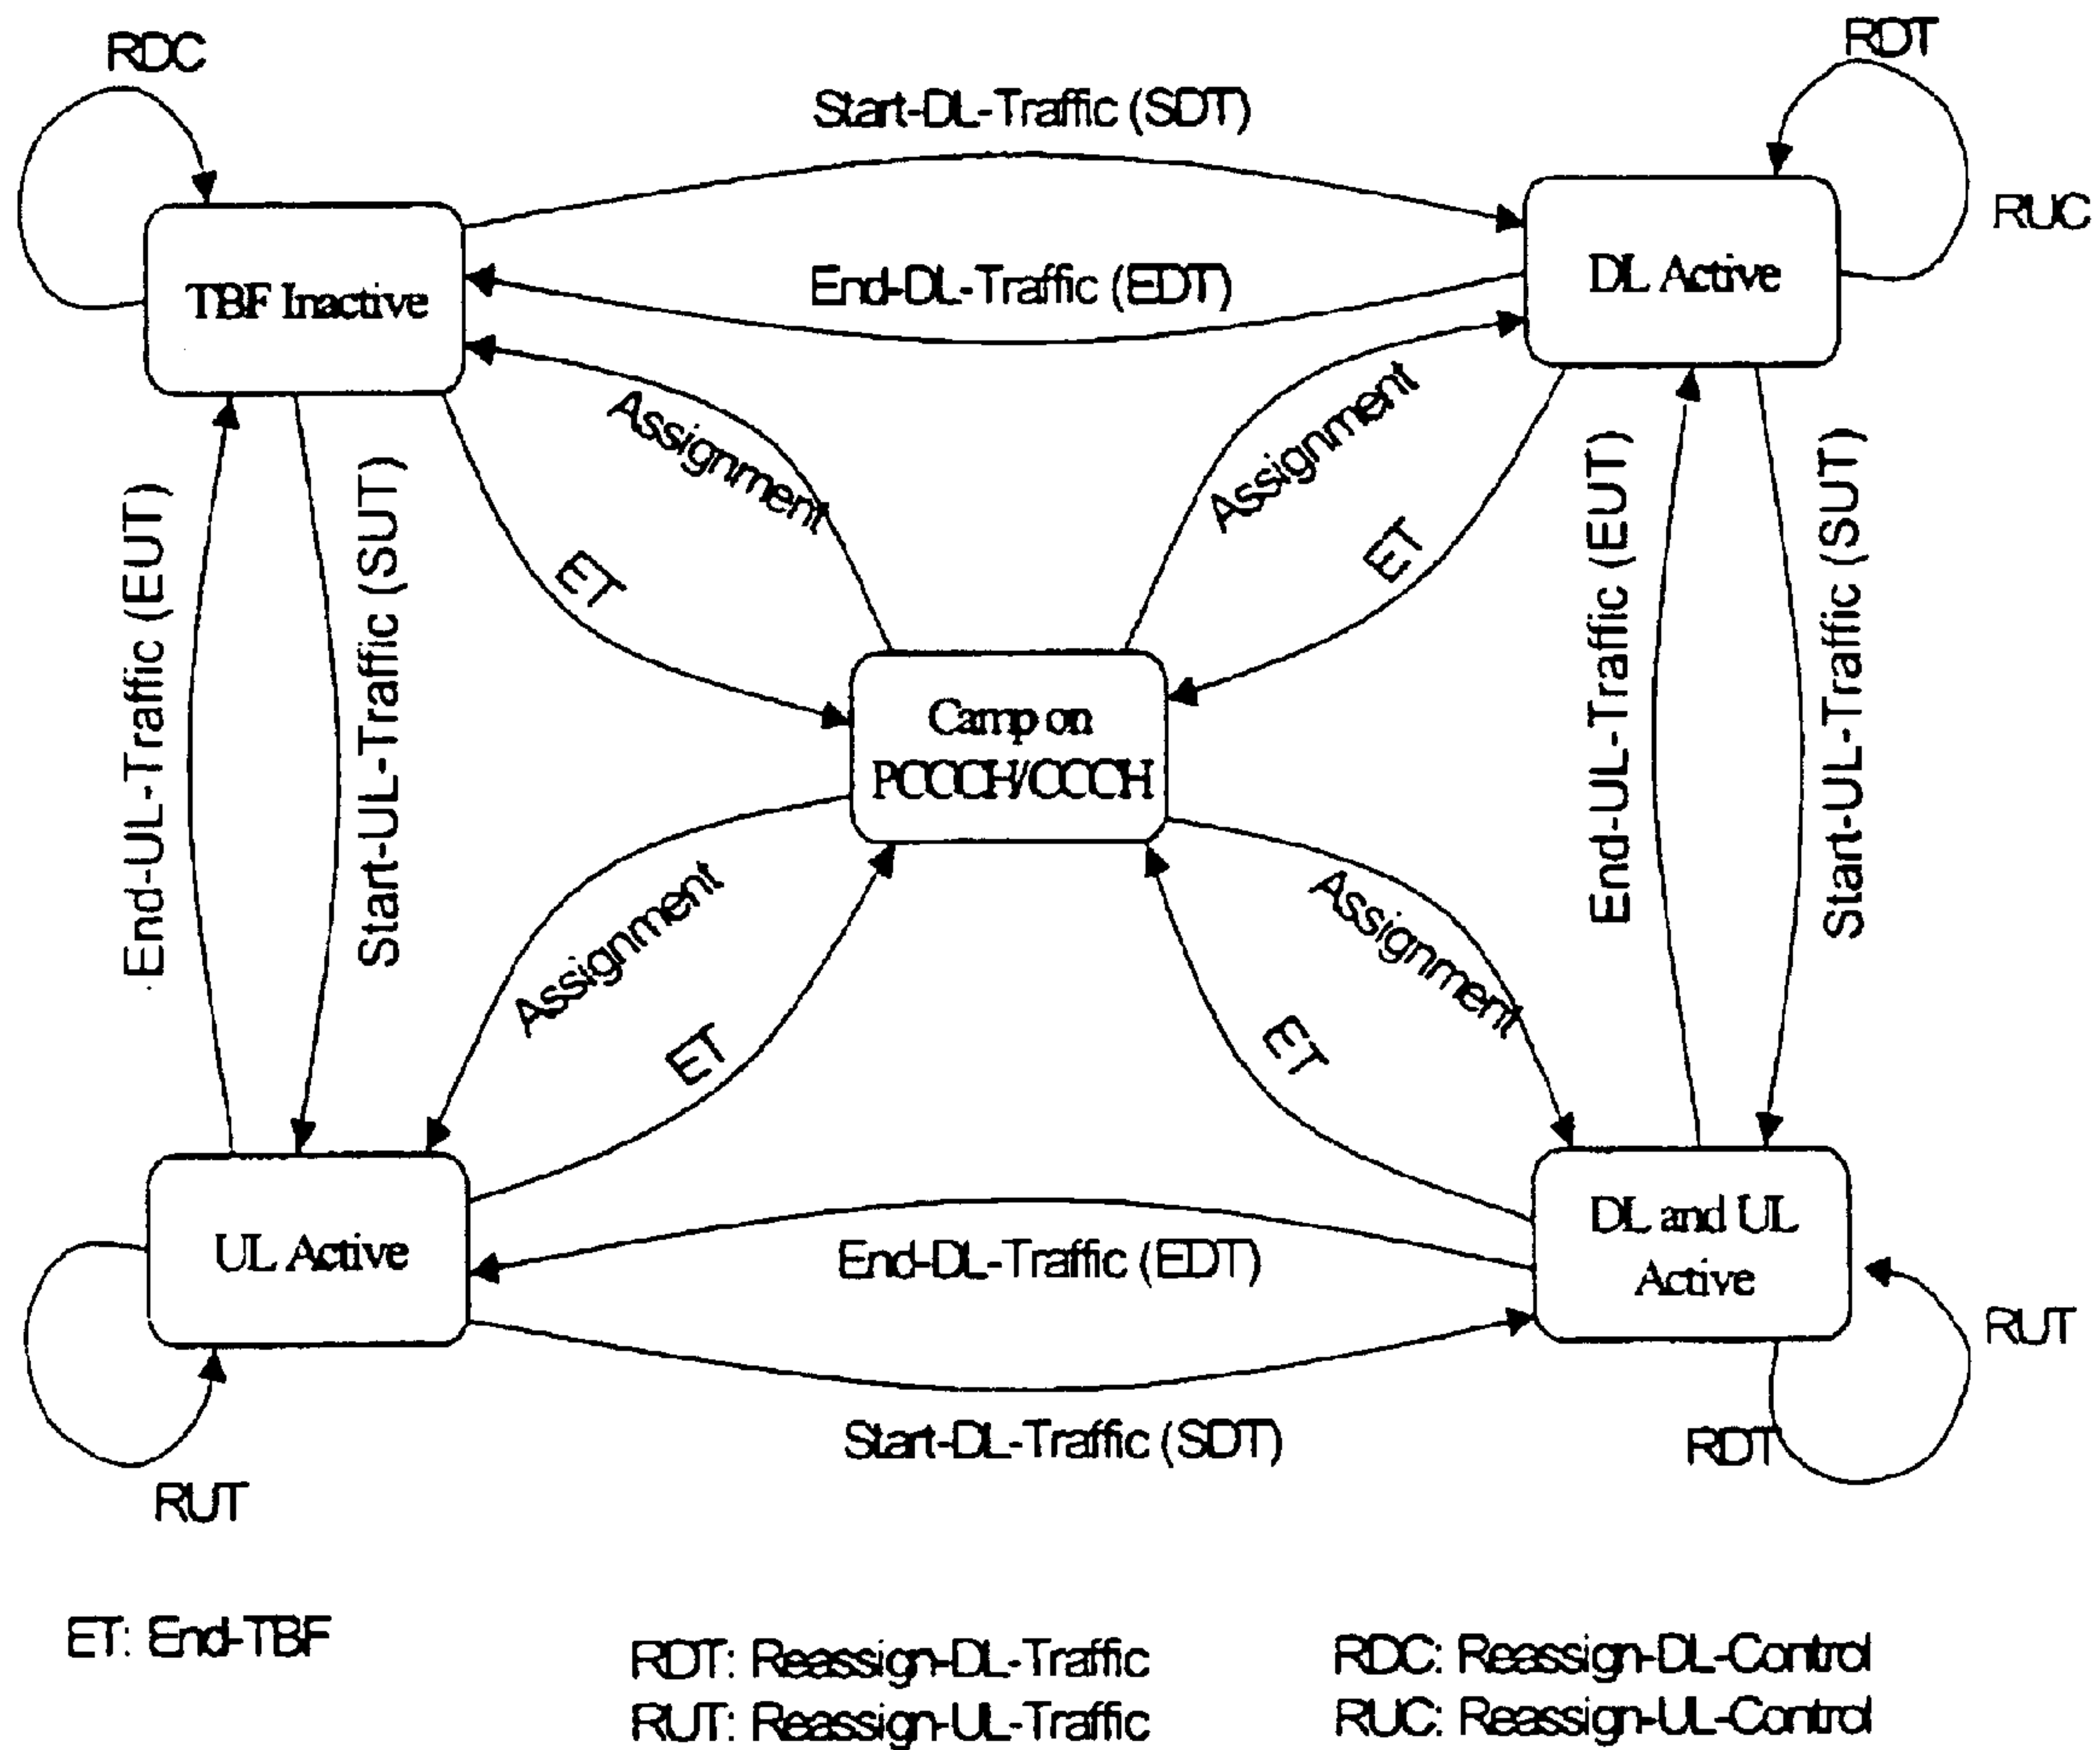 RDC
RDT
Start-DL-Traffic (SDT)
RUC
TBF Inactive
End-DL-Traffic (EDT)
DL Active
Assignment
Assignment
ET
ET
End-UL-Traffic (EUT)
Start-UL-Traffic (SUT)
End-UL-Traffic (EUT)
Start-UL-Traffic (SUT)
Camp on
PCCCH/CCCH
Assignment
Assignment
ET
ET
UL Active
End-DL-Traffic (EDT)
DL and UL
Active
RUT
Start-DL-Traffic (SDT)
RDT
RUT
ET: End-TBF
RDT: Reassign-DL-Traffic
RDC: Reassign-DL-Control
RUT: Reassign-UL-Traffic
RUC: Reassign-UL-Control